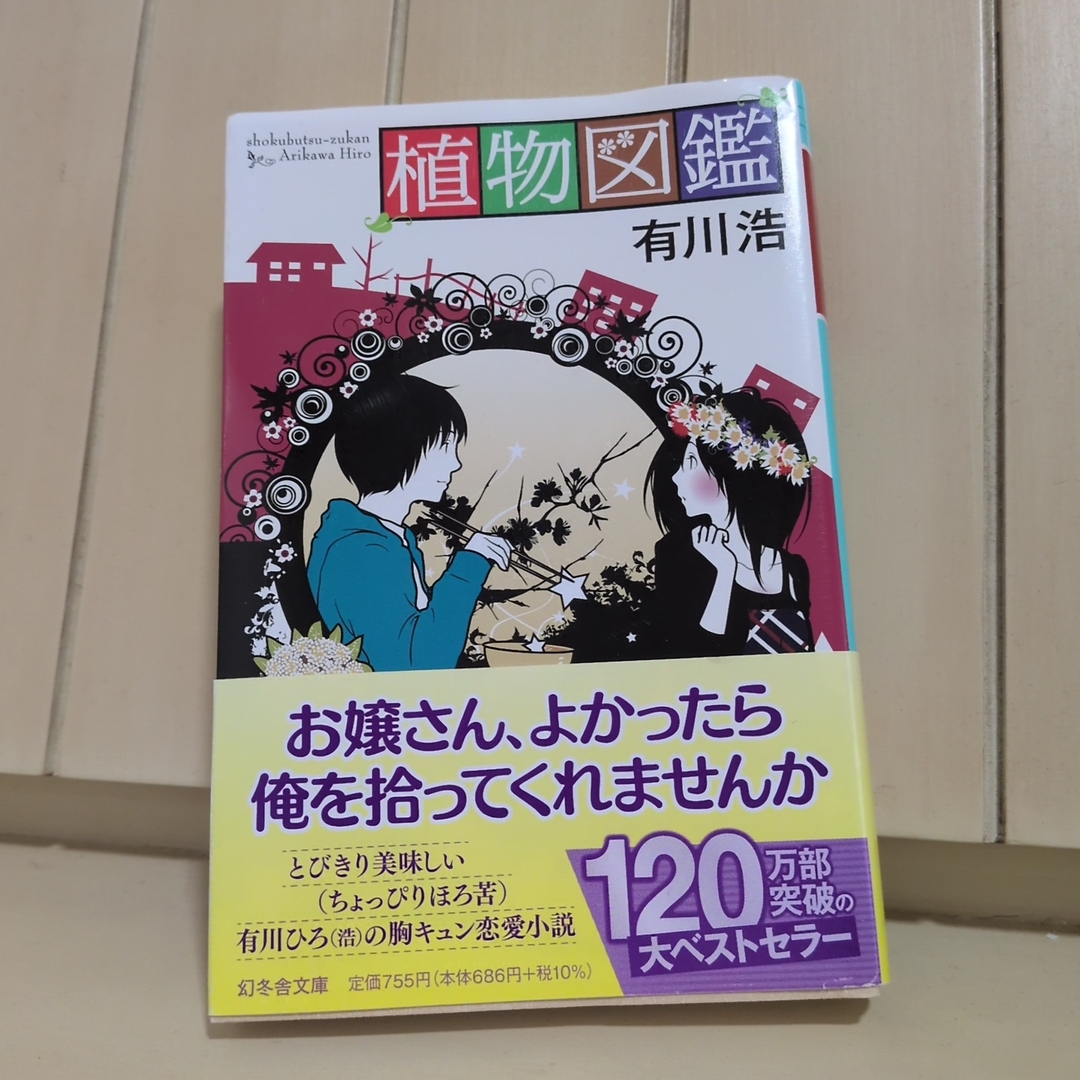 shokubutsu-zukan
Arikawa Hiro
植物図鑑
有川浩
お嬢さん、よかったら
俺を拾ってくれませんか
とびきり美味しい
(ちょっぴりほろ苦)
有川ひろ(浩)の胸キュン恋愛小説
120万部
突破の
大ベストセラー
幻冬舎文庫 定価755円(本体686円+税10%)